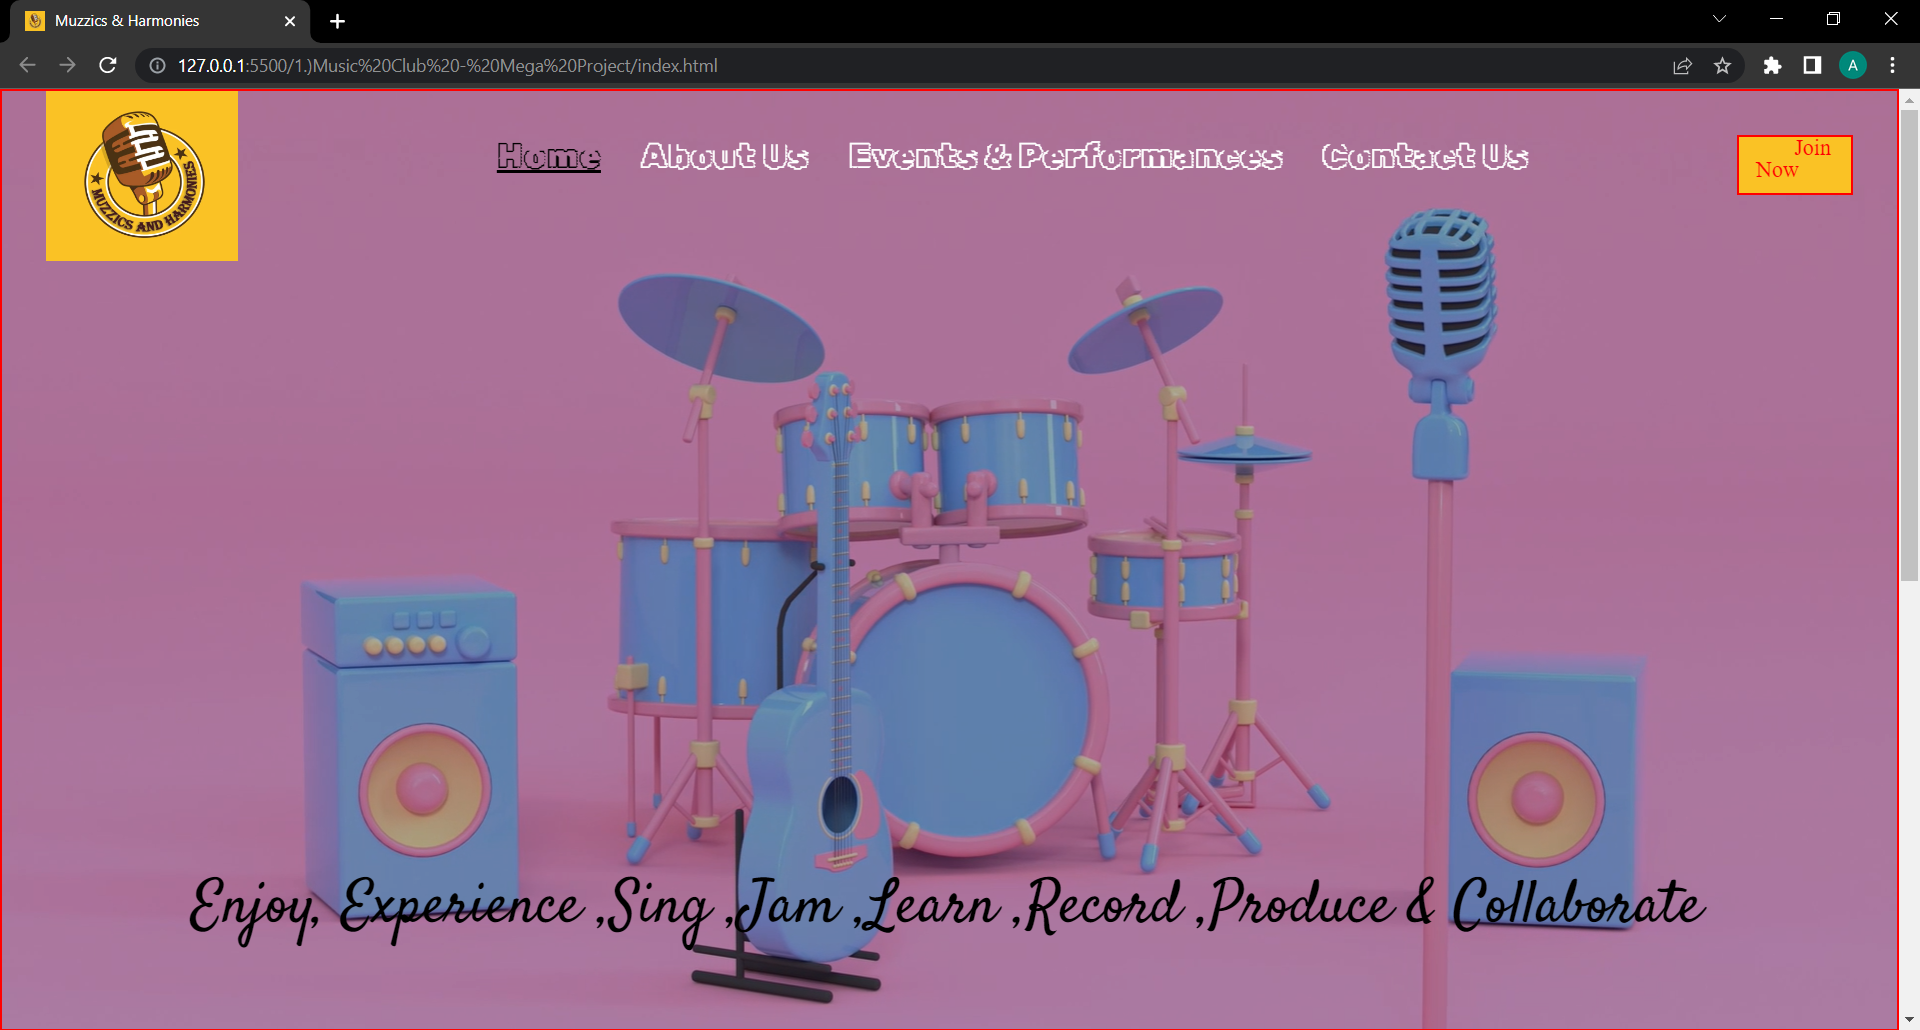 Muzzics & Harmonies
127.0.0.1:5500/1.)Music%20Club%20-%20Mega%20Project/index.html
A
MUZZICS AND HARMONIES
Home About Us Events & Performances Contact Us
Join
Now
Enjoy, Experience ,Sing ,Jam ,Learn ,Record ,Produce & Collaborate